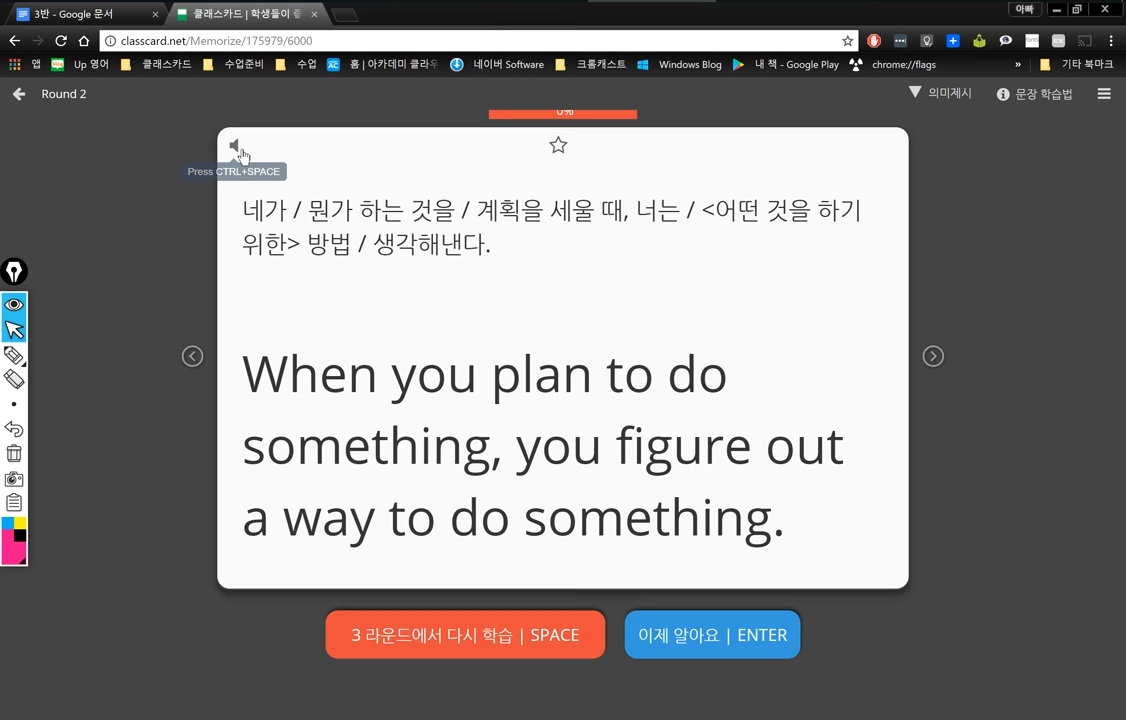 3반 - Google 문서
클래스카드 | 학생들이
아빠
classcard.net/Memorize/175979/6000
앱 Up 영어 클래스카드 수업준비 수업 홈 | 아카데미 클라우 네이버 Software 크롬캐스트 Windows Blog 내 책 - Google Play chrome://flags » 기타 북마크
Round 2
의미제시 문장 학습법
0%
Press CTRL+SPACE
네가 / 뭔가 하는 것을 / 계획을 세울 때, 너는 / <어떤 것을 하기
위한> 방법 / 생각해낸다.
When you plan to do
something, you figure out
a way to do something.
3 라운드에서 다시 학습 | SPACE
이제 알아요 | ENTER